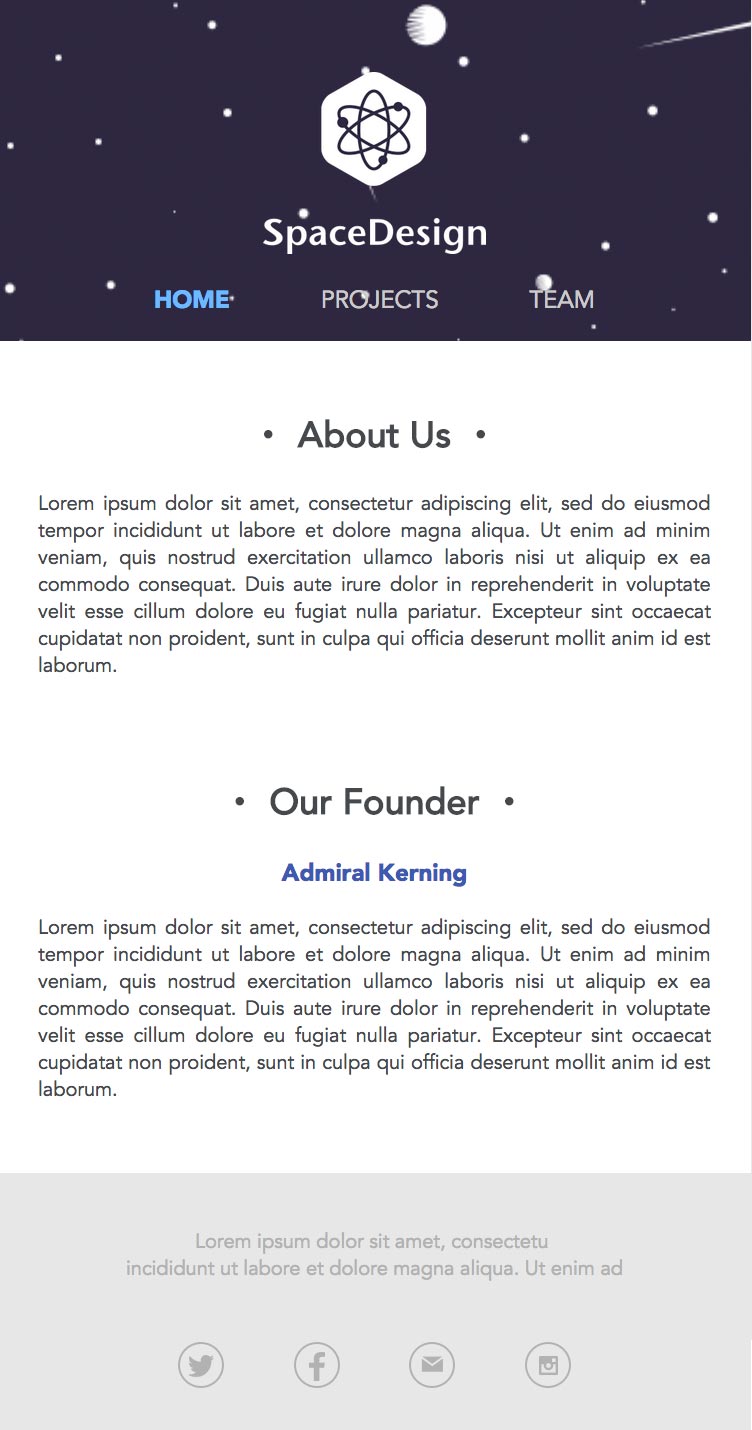 SpaceDesign
HOME PROJECTS TEAM
• About Us •
Lorem ipsum dolor sit amet, consectetur adipiscing elit, sed do eiusmod
tempor incididunt ut labore et dolore magna aliqua. Ut enim ad minim
veniam, quis nostrud exercitation ullamco laboris nisi ut aliquip ex ea
commodo consequat. Duis aute irure dolor in reprehenderit in voluptate
velit esse cillum dolore eu fugiat nulla pariatur. Excepteur sint occaecat
cupidatat non proident, sunt in culpa qui officia deserunt mollit anim id est
laborum.
• Our Founder •
Admiral Kerning
Lorem ipsum dolor sit amet, consectetur adipiscing elit, sed do eiusmod
tempor incididunt ut labore et dolore magna aliqua. Ut enim ad minim
veniam, quis nostrud exercitation ullamco laboris nisi ut aliquip ex ea
commodo consequat. Duis aute irure dolor in reprehenderit in voluptate
velit esse cillum dolore eu fugiat nulla pariatur. Excepteur sint occaecat
cupidatat non proident, sunt in culpa qui officia deserunt mollit anim id est
laborum.
Lorem ipsum dolor sit amet, consectetu
incididunt ut labore et dolore magna aliqua. Ut enim ad